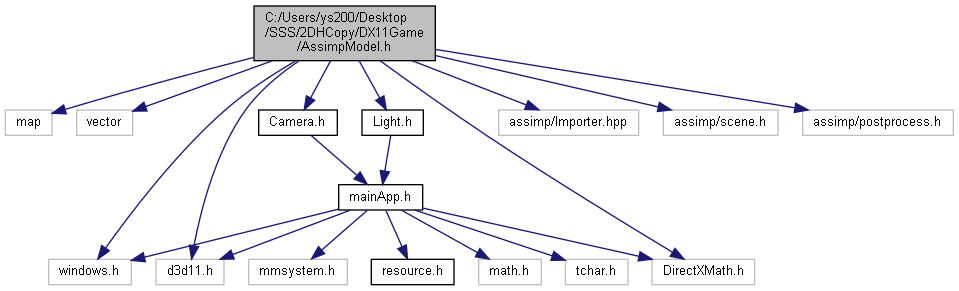 C:/Users/ys200/Desktop
/SSS/2DHCopy/DX11Game
/AssimpModel.h
map
vector
Camera.h
Light.h
assimp/Importer.hpp
assimp/scene.h
assimp/postprocess.h
mainApp.h
windows.h
d3d11.h
mmsystem.h
resource.h
math.h
tchar.h
DirectXMath.h